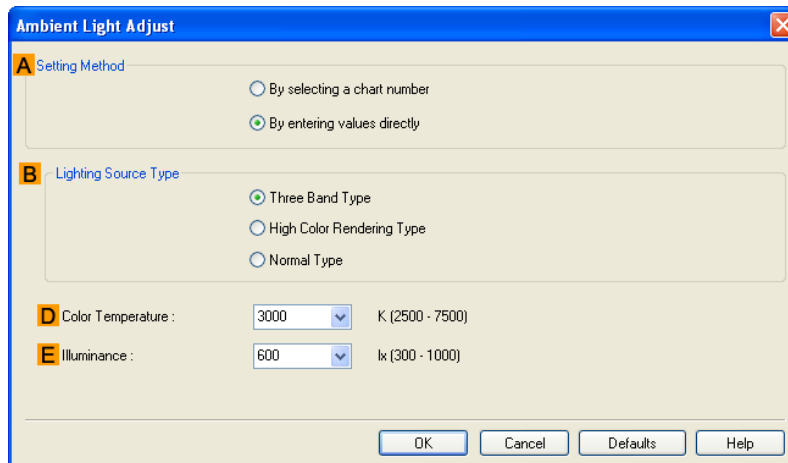 Ambient Light Adjust
A Setting Method
By selecting a chart number
By entering values directly
B Lighting Source Type
Three Band Type
High Color Rendering Type
Normal Type
D Color Temperature : 3000 K (2500 - 7500)
E Illuminance : 600 lx (300 - 1000)
OK Cancel Defaults Help